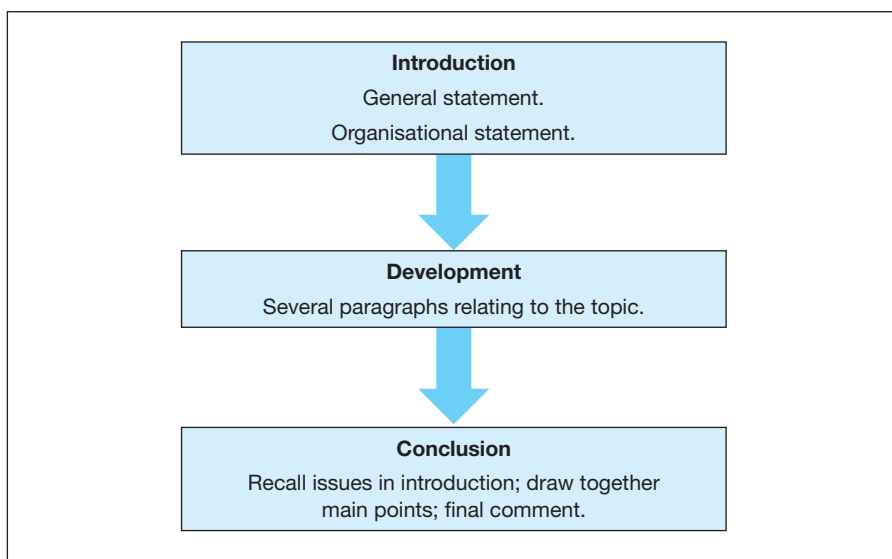 Introduction
General statement.
Organisational statement.
Development
Several paragraphs relating to the topic.
Conclusion
Recall issues in introduction; draw together
main points; final comment.